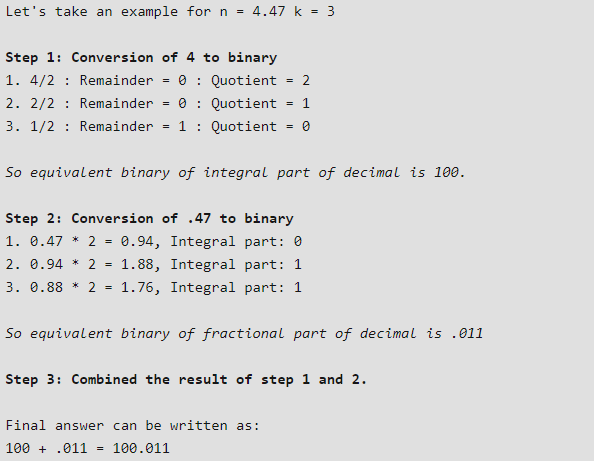 Let's take an example for n = 4.47 k = 3
Step 1: Conversion of 4 to binary
1. 4/2 : Remainder = 0 : Quotient = 2
2. 2/2 : Remainder = 0 : Quotient = 1
3. 1/2 : Remainder = 1 : Quotient = 0
So equivalent binary of integral part of decimal is 100.
Step 2: Conversion of .47 to binary
1. 0.47 * 2 = 0.94, Integral part: 0
2. 0.94 * 2 = 1.88, Integral part: 1
3. 0.88 * 2 = 1.76, Integral part: 1
So equivalent binary of fractional part of decimal is .011
Step 3: Combined the result of step 1 and 2.
Final answer can be written as:
100 + .011 = 100.011